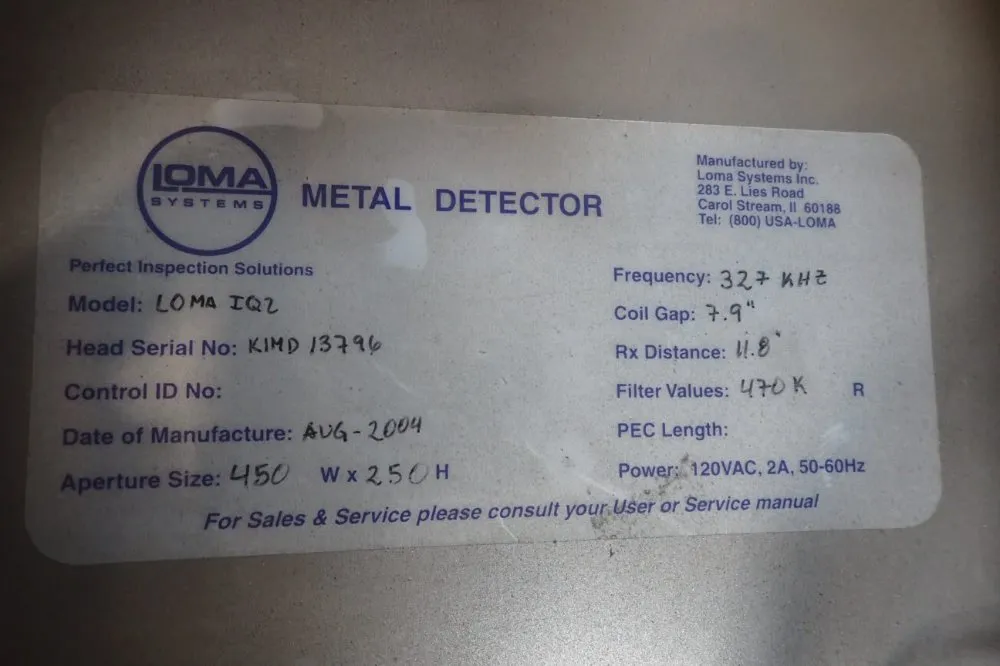 LOMA
SYSTEMS
METAL DETECTOR
Manufactured by:
Loma Systems Inc.
283 E. Lies Road
Carol Stream, Il 60188
Tel: (800) USA-LOMA
Perfect Inspection Solutions
Model: LOMA IQ2
Head Serial No: KIMD 13796
Control ID No:
Date of Manufacture: AUG-2004
Aperture Size: 450 W x 250 H
Frequency: 327 KHZ
Coil Gap: 7.9"
Rx Distance: 11.8"
Filter Values: 470K R
PEC Length:
Power: 120VAC, 2A, 50-60Hz
For Sales & Service please consult your User or Service manual